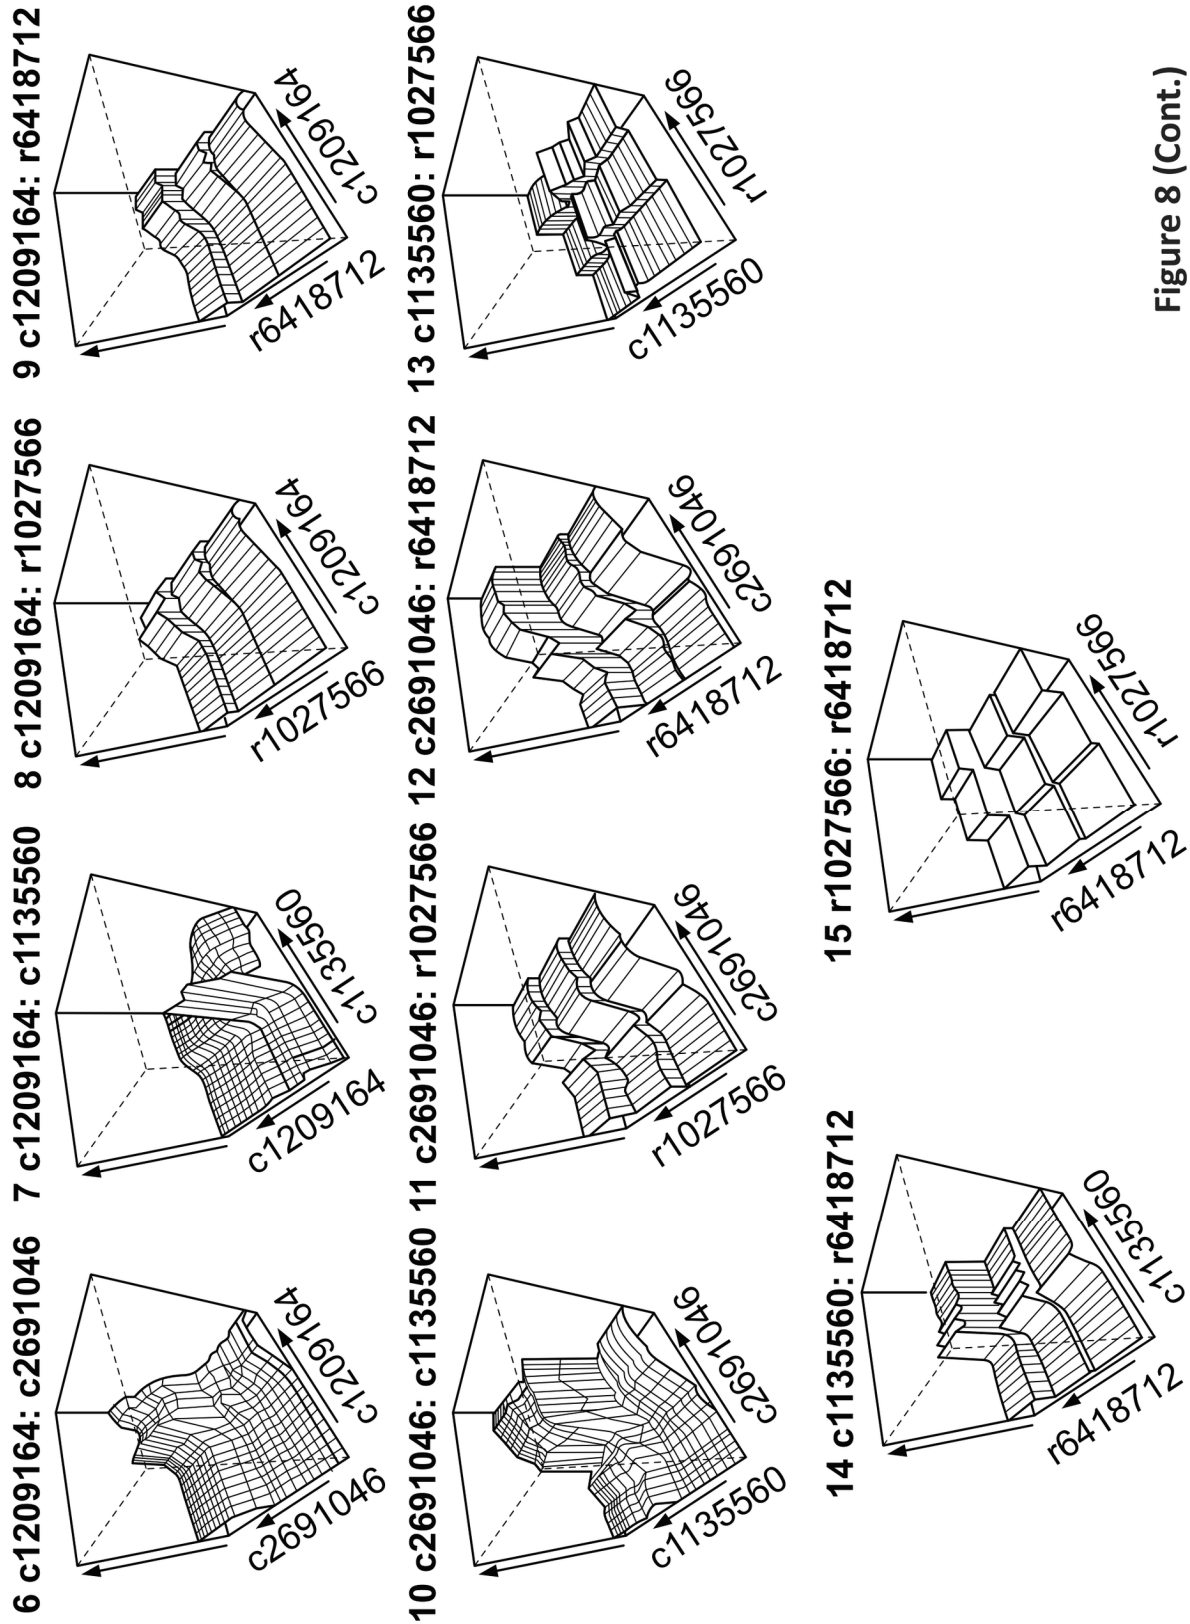 6 c1209164: c2691046
c2691046
c1209164
7 c1209164: c1135560
c1209164
c1135560
8 c1209164: r1027566
r1027566
c1209164
9 c1209164: r6418712
r6418712
c1209164
10 c2691046: c1135560
c1135560
c2691046
11 c2691046: r1027566
r1027566
c2691046
12 c2691046: r6418712
r6418712
c2691046
13 c1135560: r1027566
c1135560
r1027566
14 c1135560: r6418712
r6418712
c1135560
15 r1027566: r6418712
r6418712
r1027566
Figure 8 (Cont.)